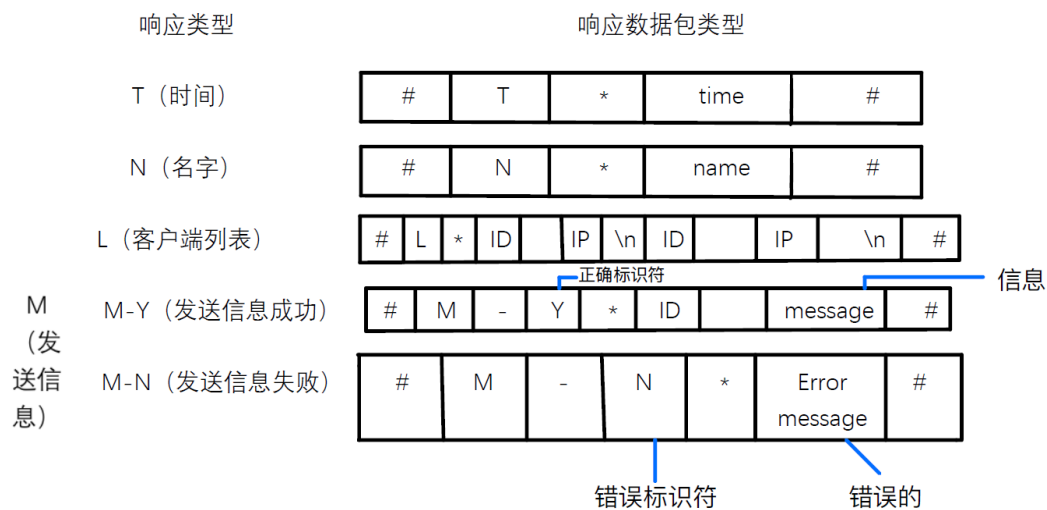 响应类型 响应数据包类型
T（时间） # T * time #
N（名字） # N * name #
L（客户端列表） # L * ID IP \n ID IP \n #
正确标识符
信息
M-Y（发送信息成功） # M - Y * ID message #
M
（发
送信
息）
M-N（发送信息失败） # M - N * Error #
message
错误标识符 错误的